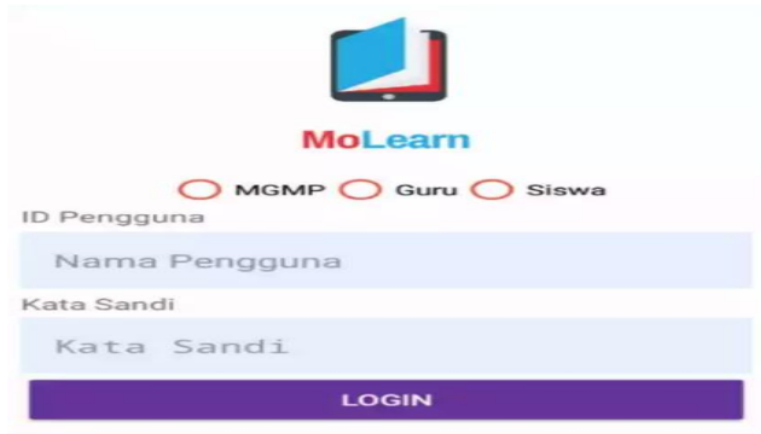 MoLearn
MGMP Guru Siswa
ID Pengguna
Nama Pengguna
Kata Sandi
Kata Sandi
LOGIN